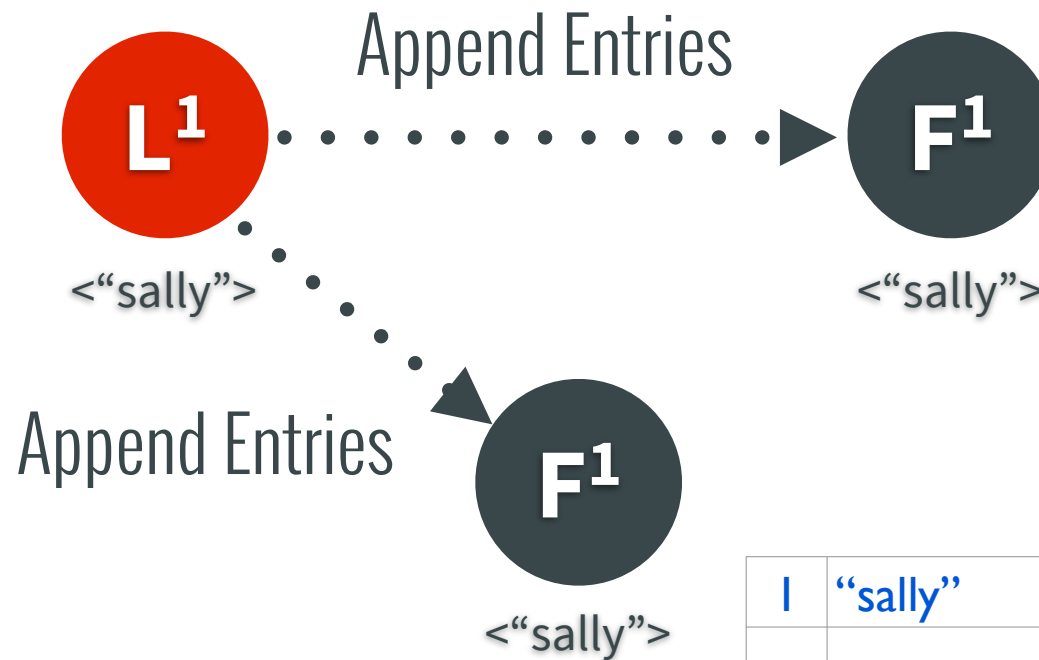 Append Entries
L¹
F¹
<“sally”>
<“sally”>
Append Entries
F¹
<“sally”>
1 “sally”